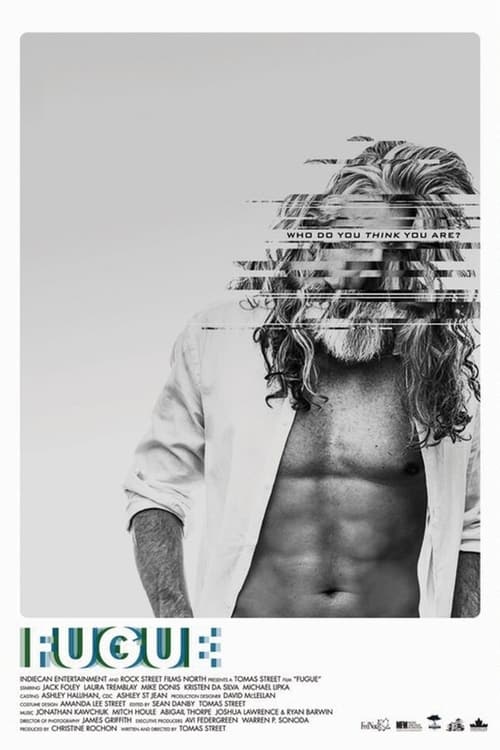 WHO DO YOU THINK YOU ARE?
FUGUE
INDIECAN ENTERTAINMENT AND ROCK STREET FILMS NORTH PRESENTS A TOMAS STREET FILM "FUGUE"
STARRING JACK FOLEY LAURA TREMBLAY MIKE DONIS KRISTEN DA SILVA MICHAEL LIPKA
CASTING ASHLEY HALLIHAN, CDC ASHLEY ST JEAN PRODUCTION DESIGNER DAVID McLELLAN
COSTUME DESIGN AMANDA LEE STREET EDITED BY SEAN DANBY TOMAS STREET
MUSIC JONATHAN KAWCHUK MITCH HOULE ABIGAIL THORPE JOSHUA LAWRENCE & RYAN BARWIN
DIRECTOR OF PHOTOGRAPHY JAMES GRIFFITH EXECUTIVE PRODUCERS AVI FEDERGREEN WARREN P. SONODA
PRODUCED BY CHRISTINE ROCHON WRITTEN AND DIRECTED BY TOMAS STREET